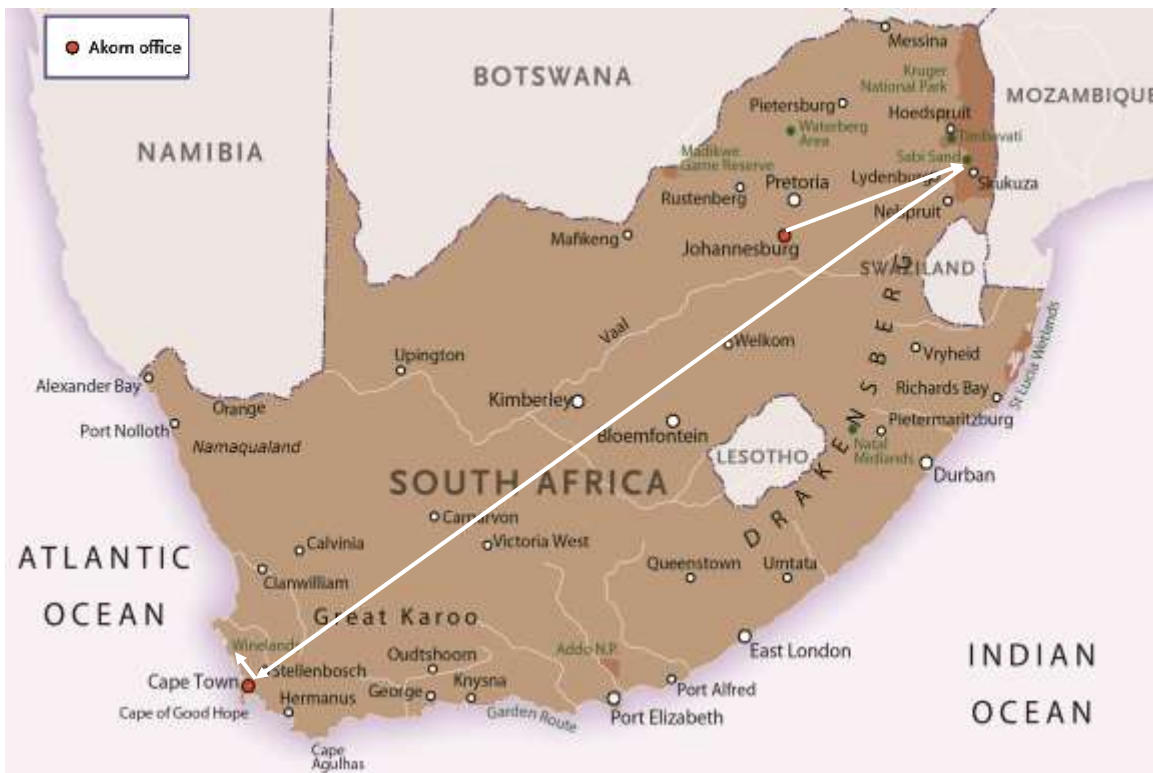 Akorn office
Messina
BOTSWANA
Kruger
National Park
MOZAMBIQUE
Pietersburg
Hoedspruit
Waterberg
Area
Timbavati
NAMIBIA
Madikwe
Game Reserve
Sabi Sand
Lydenburg
Skukuza
Pretoria
Rustenberg
Nelspruit
Mafikeng
Johannesburg
SWAZILAND
Vaal
Welkom
Vryheid
Upington
Alexander Bay
Richards Bay
St Lucia Wetlands
Orange
Kimberley
Pietermaritzburg
Port Nolloth
Namaqualand
Bloemfontein
Natal
Midlands
LESOTHO
SOUTH AFRICA
Durban
DRAKENSBERG
Carnarvon
Calvinia
Victoria West
ATLANTIC
OCEAN
Clanwilliam
Queenstown
Umtata
Great Karoo
Winelands
Addo N.P.
East London
INDIAN
OCEAN
Stellenbosch
Oudtshoorn
Cape Town
Hermanus
George
Knysna
Port Alfred
Cape of Good Hope
Garden Route
Port Elizabeth
Cape
Agulhas